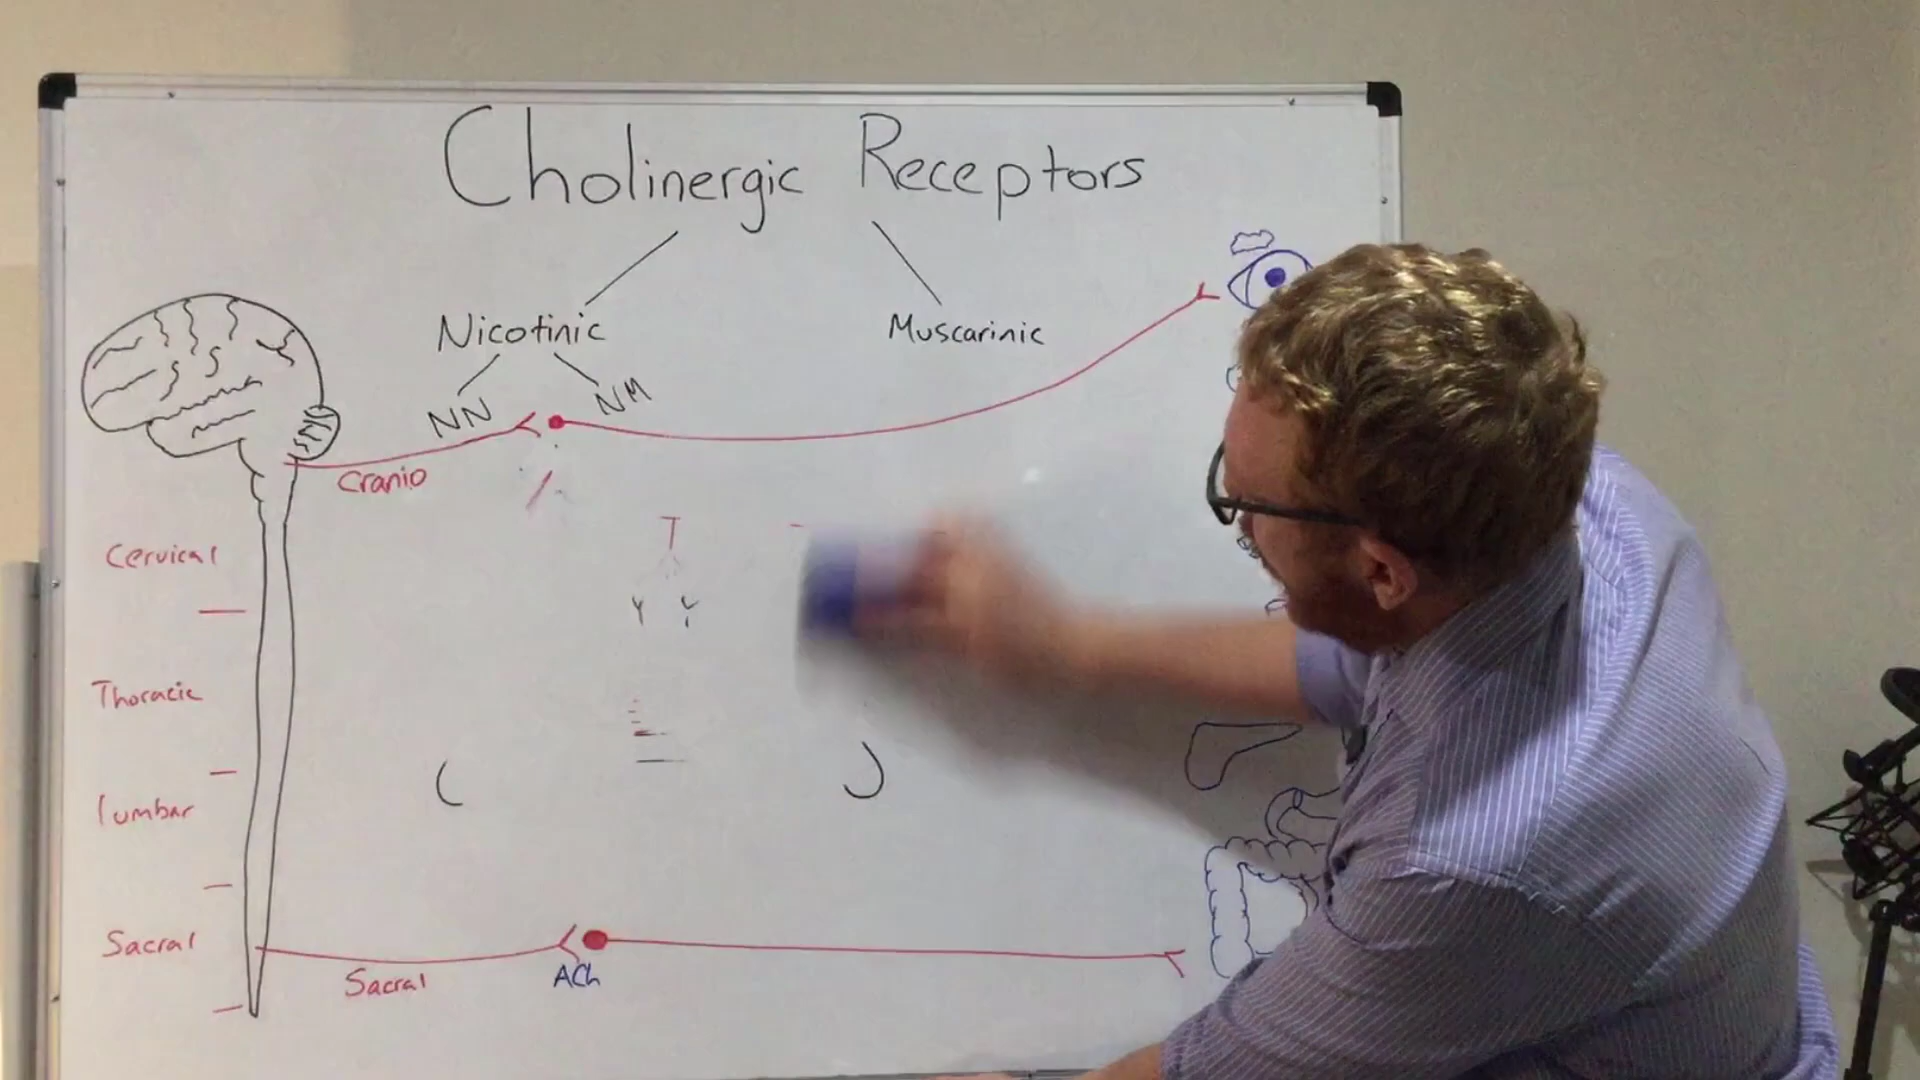 Cholinergic Receptors
Nicotinic
Muscarinic
NN
NM
Cranio
Cervical
Thoracic
lumbar
Sacral
Sacral
ACh